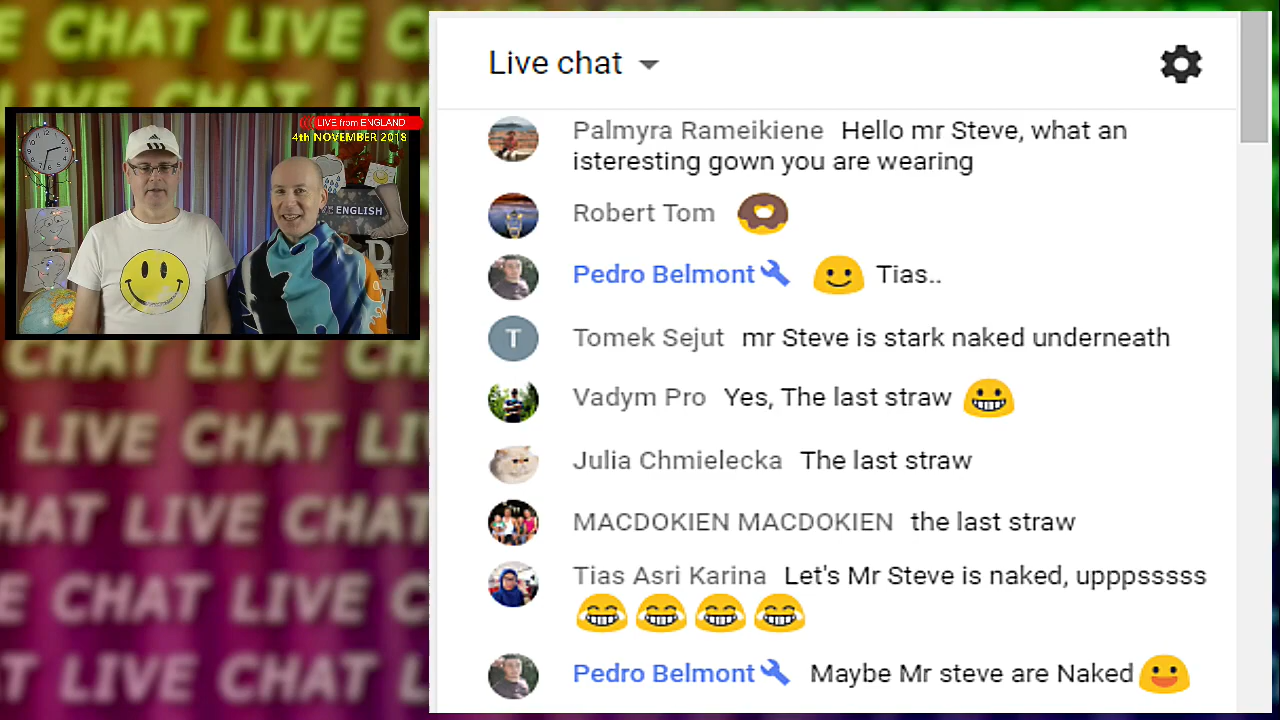 E CHAT LIVE C
LIVE from ENGLAND
4th NOVEMBER 2018
ENGLISH
Live chat
Palmyra Rameikiene Hello mr Steve, what an
isteresting gown you are wearing
Robert Tom
Pedro Belmont Tias..
T
Tomek Sejut mr Steve is stark naked underneath
Vadym Pro Yes, The last straw
Julia Chmielecka The last straw
MACDOKIEN MACDOKIEN the last straw
Tias Asri Karina Let's Mr Steve is naked, upppsssss
Pedro Belmont Maybe Mr steve are Naked
CHAT LIVE
LIVE CHAT LI
HAT LIVE CHAT
E CHAT LIVE C
T LIVE CHAT